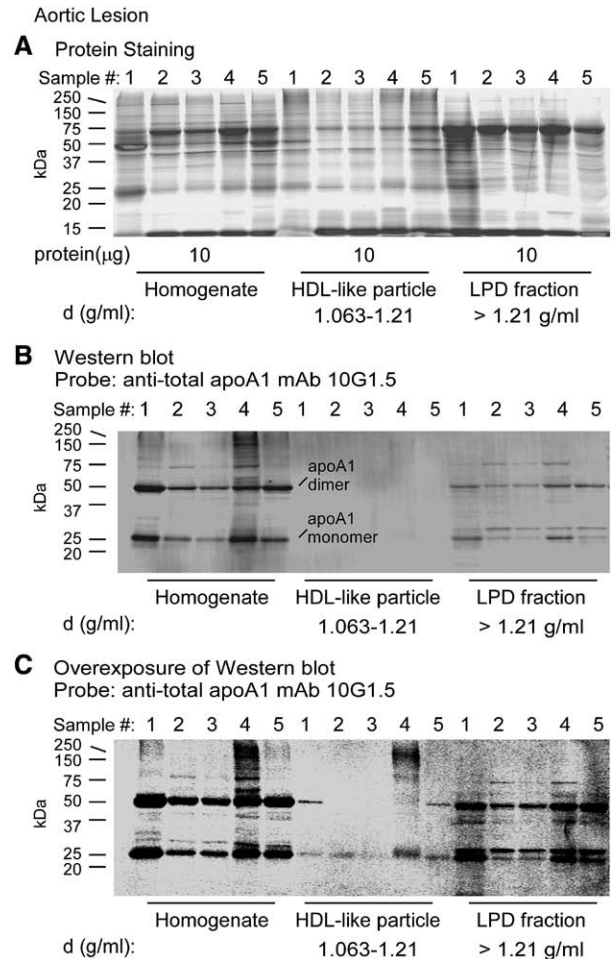 Aortic Lesion
A Protein Staining
Sample #: 1 2 3 4 5 1 2 3 4 5 1 2 3 4 5
250
150
75
50
37
25
20
15
kDa
protein(μg) 10 10 10
Homogenate HDL-like particle LPD fraction
d (g/ml): 1.063-1.21 > 1.21 g/ml
B Western blot
Probe: anti-total apoA1 mAb 10G1.5
Sample #: 1 2 3 4 5 1 2 3 4 5 1 2 3 4 5
250
150
75
50
37
25
20
kDa
apoA1
dimer
apoA1
monomer
Homogenate HDL-like particle LPD fraction
d (g/ml): 1.063-1.21 > 1.21 g/ml
C Overexposure of Western blot
Probe: anti-total apoA1 mAb 10G1.5
Sample #: 1 2 3 4 5 1 2 3 4 5 1 2 3 4 5
250
150
75
50
37
25
20
kDa
Homogenate HDL-like particle LPD fraction
d (g/ml): 1.063-1.21 > 1.21 g/ml